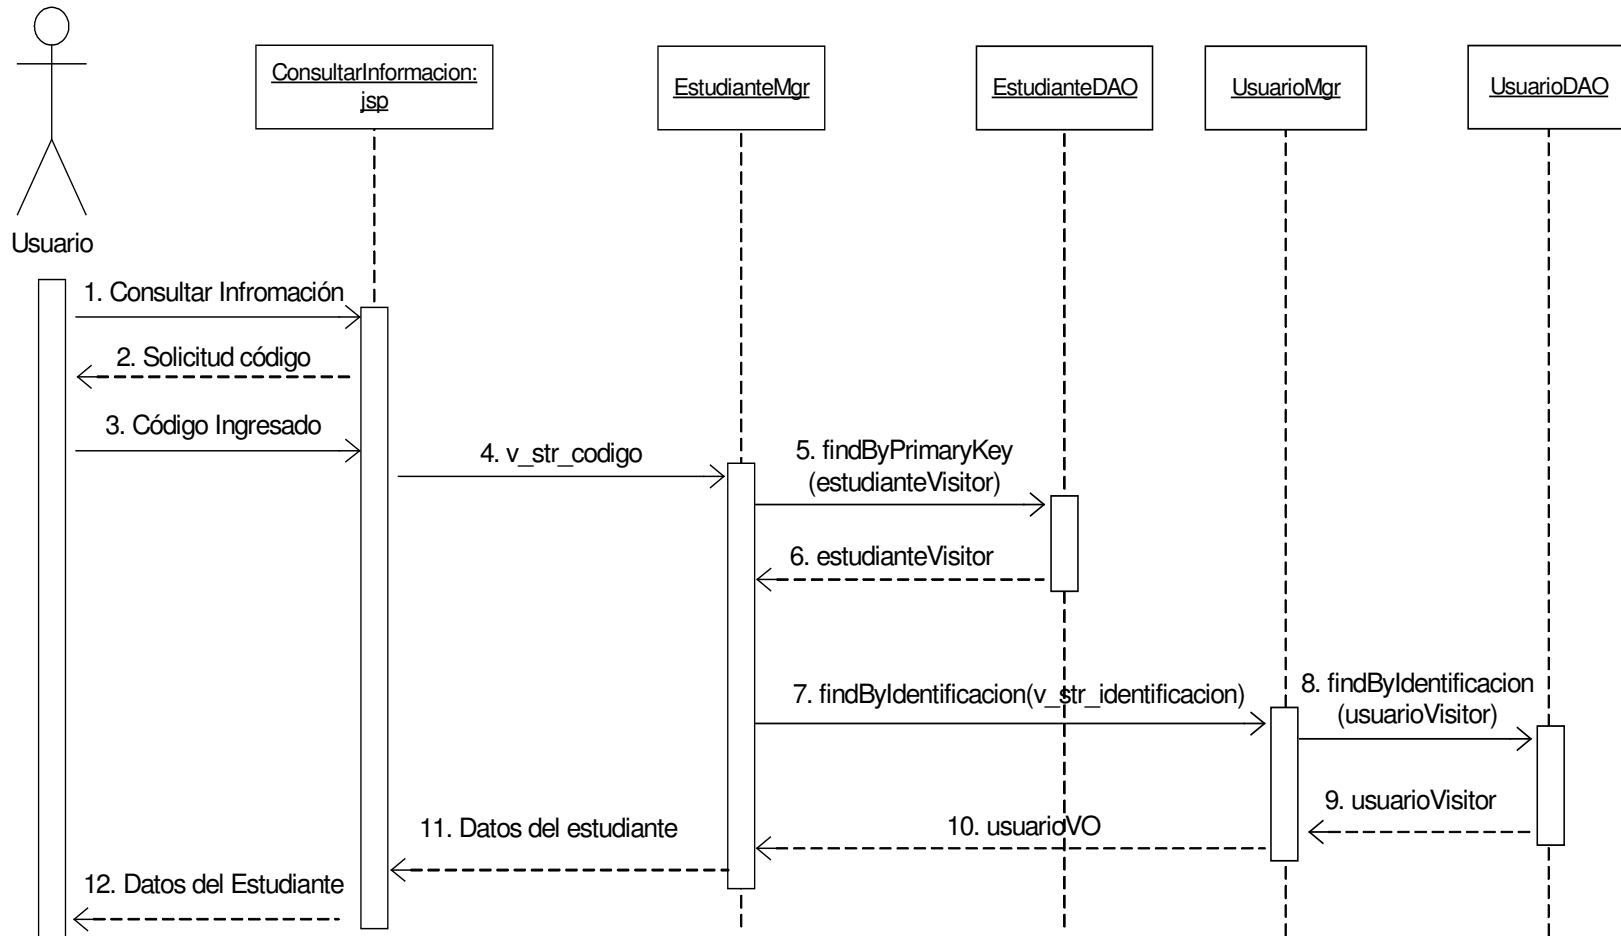 ConsultarInformacion:
jsp
EstudianteMgr
EstudianteDAO
UsuarioMgr
UsuarioDAO
Usuario
1. Consultar Infromación
2. Solicitud código
3. Código Ingresado
4. v_str_codigo
5. findByPrimaryKey
(estudianteVisitor)
6. estudianteVisitor
7. findByIdentificacion(v_str_identificacion)
8. findByIdentificacion
(usuarioVisitor)
9. usuarioVisitor
10. usuarioVO
11. Datos del estudiante
12. Datos del Estudiante